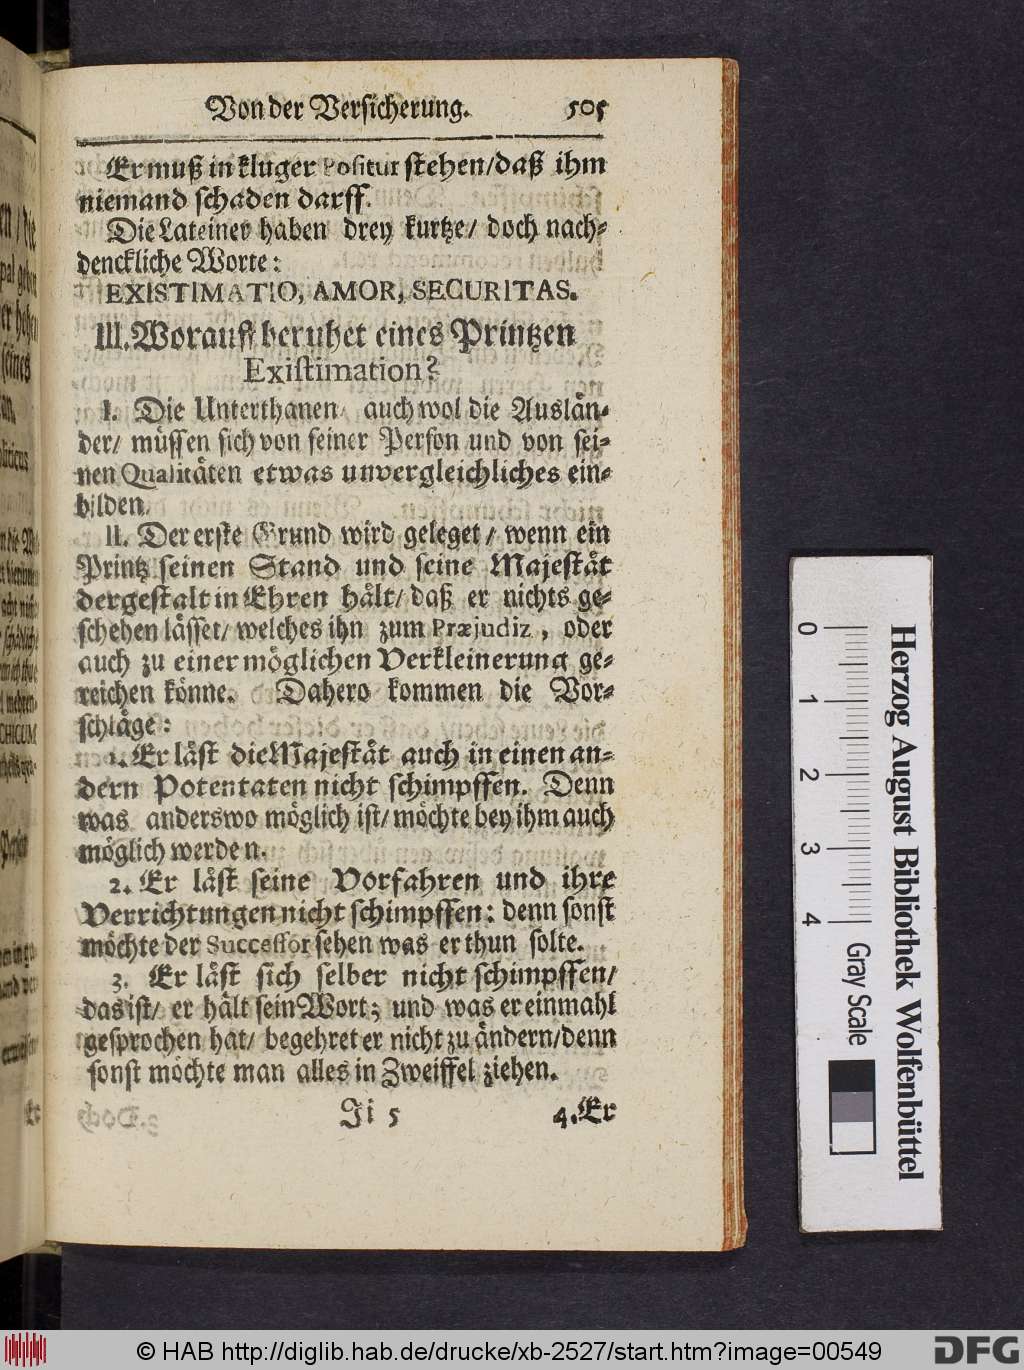 Von der Versicherung. 505
Er muß in kluger Positur stehen/ daß ihm
niemand schaden darff.
Die Lateiner haben drey kurtze/ doch nach-
denckliche Worte:
EXISTIMATIO, AMOR, SECURITAS.
III. Worauff beruhet eines Printzen
Existimation?
I. Die Unterthanen/ auch wol die Auslän-
der/ müssen sich von seiner Person und von sei-
nen Qualitäten etwas unvergleichliches ein-
bilden.
II. Der erste Grund wird geleget/ wenn ein
Printz seinen Stand und seine Majestät
dergestalt in Ehren hält/ daß er nichts ge-
schehen lässet/ welches ihn zum Præjudiz, oder
auch zu einer möglichen Verkleinerung ge-
reichen könne. Dahero kommen die Vor-
schläge:
1. Er läst die Majestät auch in einen an-
dern Potentaten nicht schimpffen. Denn
was anderswo möglich ist/ möchte bey ihm auch
möglich werden.
2. Er läst seine Vorfahren und ihre
Verrichtungen nicht schimpffen: denn sonst
möchte der Successor sehen was er thun solte.
3. Er läst sich selber nicht schimpffen/
das ist/ er hält sein Wort; und was er einmahl
gesprochen hat/ begehret er nicht zu ändern/ denn
sonst möchte man alles in Zweiffel ziehen.
Ji 5 4. Er
0 1 2 3 4
Herzog August Bibliothek Wolfenbüttel
Gray Scale
© HAB http://diglib.hab.de/drucke/xb-2527/start.htm?image=00549
DFG